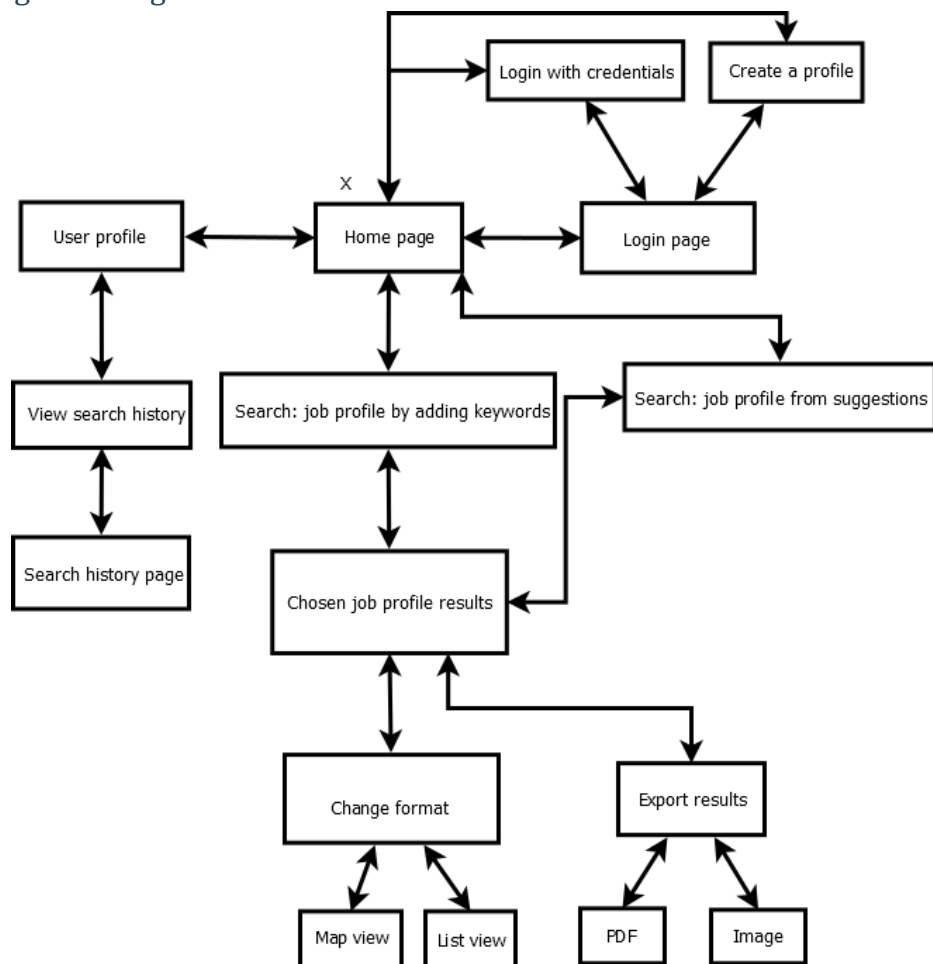 Login with credentials
Create a profile
X
User profile
Home page
Login page
View search history
Search: job profile by adding keywords
Search: job profile from suggestions
Search history page
Chosen job profile results
Change format
Export results
Map view
List view
PDF
Image